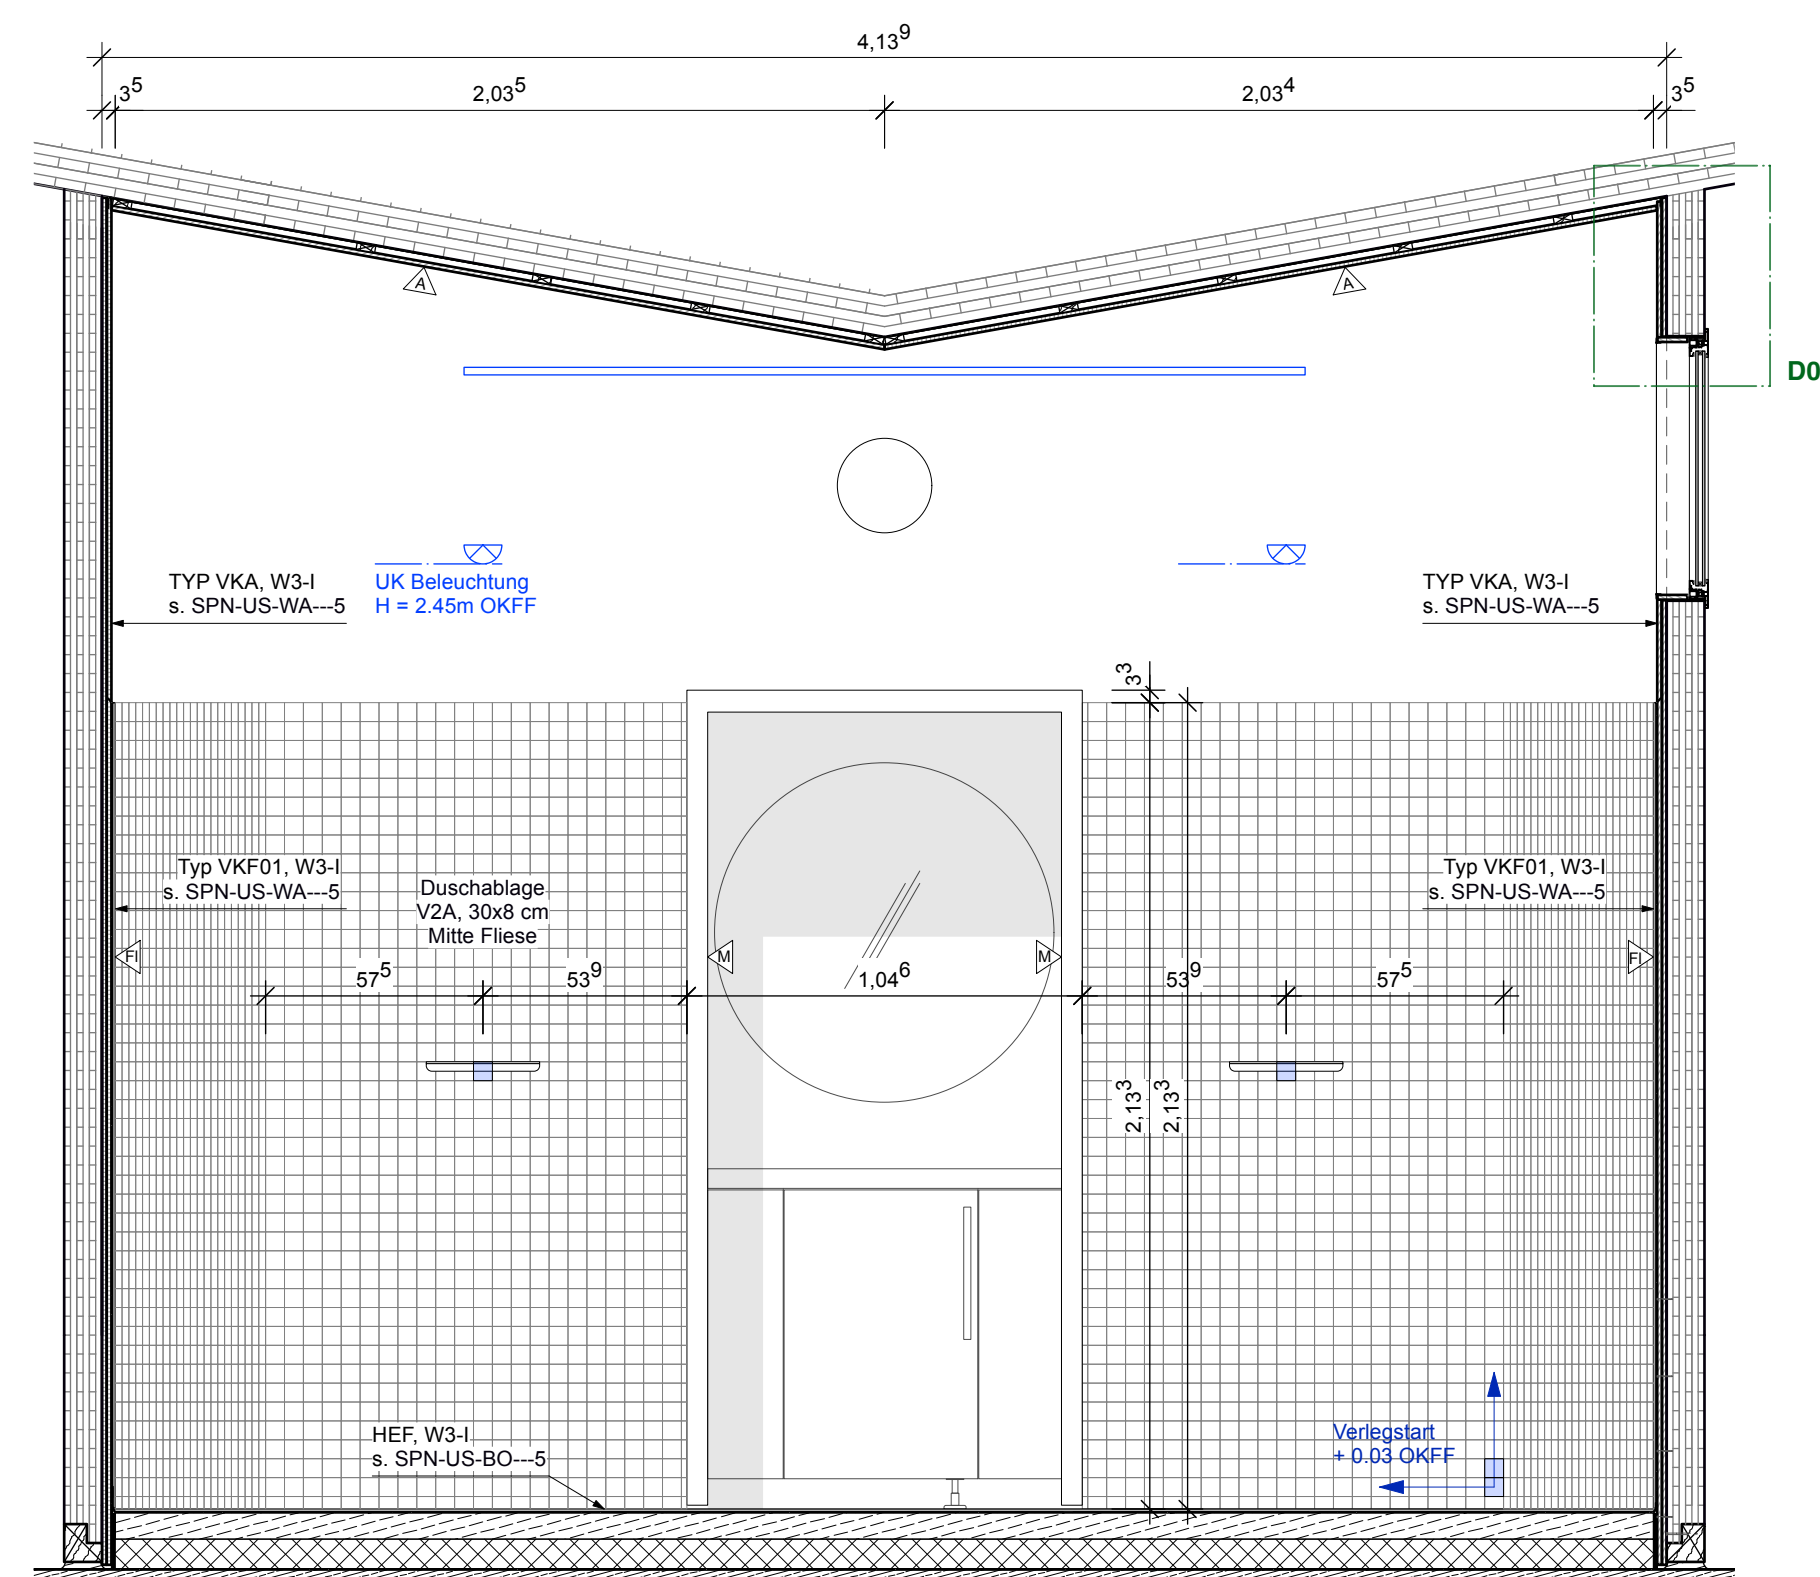 4,13⁹
3⁵
2,03⁵
2,03⁴
3⁵
A
A
D0
TYP VKA, W3-I
s. SPN-US-WA---5
UK Beleuchtung
H = 2.45m OKFF
TYP VKA, W3-I
s. SPN-US-WA---5
3³
Typ VKF01, W3-I
s. SPN-US-WA---5
Duschablage
V2A, 30x8 cm
Mitte Fliese
Typ VKF01, W3-I
s. SPN-US-WA---5
FI
M
M
FI
57⁵
53⁹
1,04⁶
53⁹
57⁵
2,13³
2,13³
HEF, W3-I
s. SPN-US-BO---5
Verlegstart
+ 0.03 OKFF